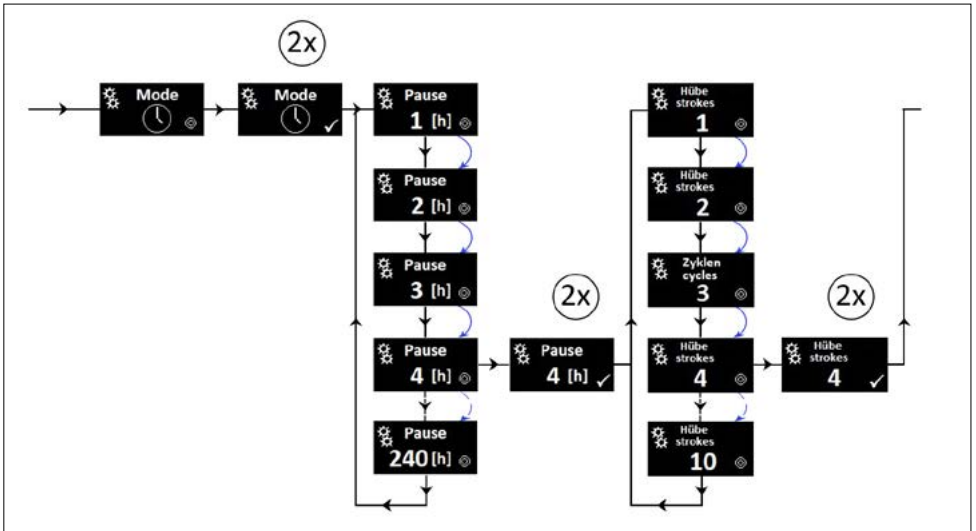 2x
Mode
Mode
Pause
1 [h]
Pause
2 [h]
Pause
3 [h]
Pause
4 [h]
Pause
240 [h]
2x
Pause
4 [h]
Hübe
strokes
1
Hübe
strokes
2
Zyklen
cycles
3
Hübe
strokes
4
Hübe
strokes
10
2x
Hübe
strokes
4